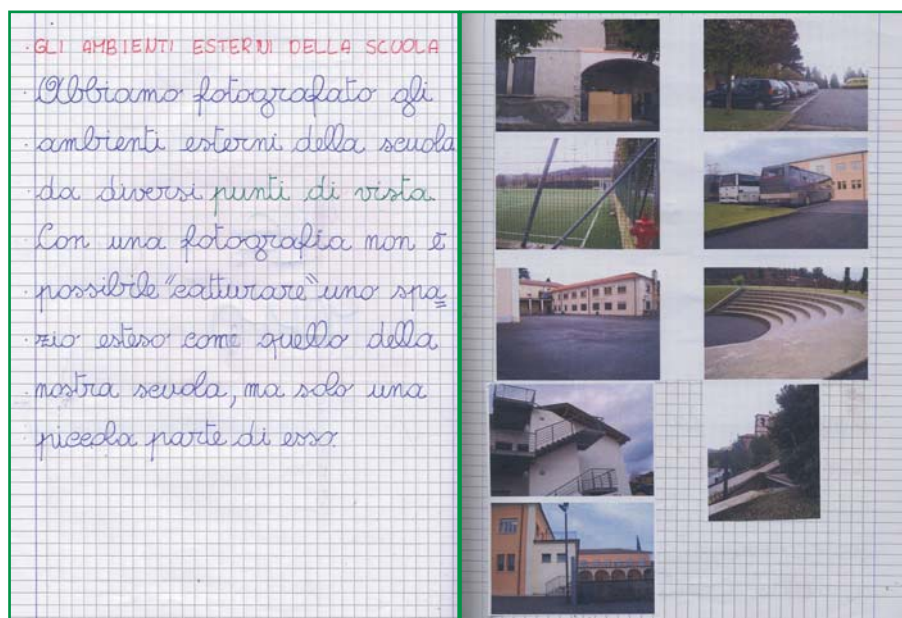 GLI AMBIENTI ESTERNI DELLA SCUOLA
Abbiamo fotografato gli
ambienti esterni della scuola
da diversi punti di vista.
Con una fotografia non è
possibile "catturare" uno spa=
zio esteso come quello della
nostra scuola, ma solo una
piccola parte di esso.